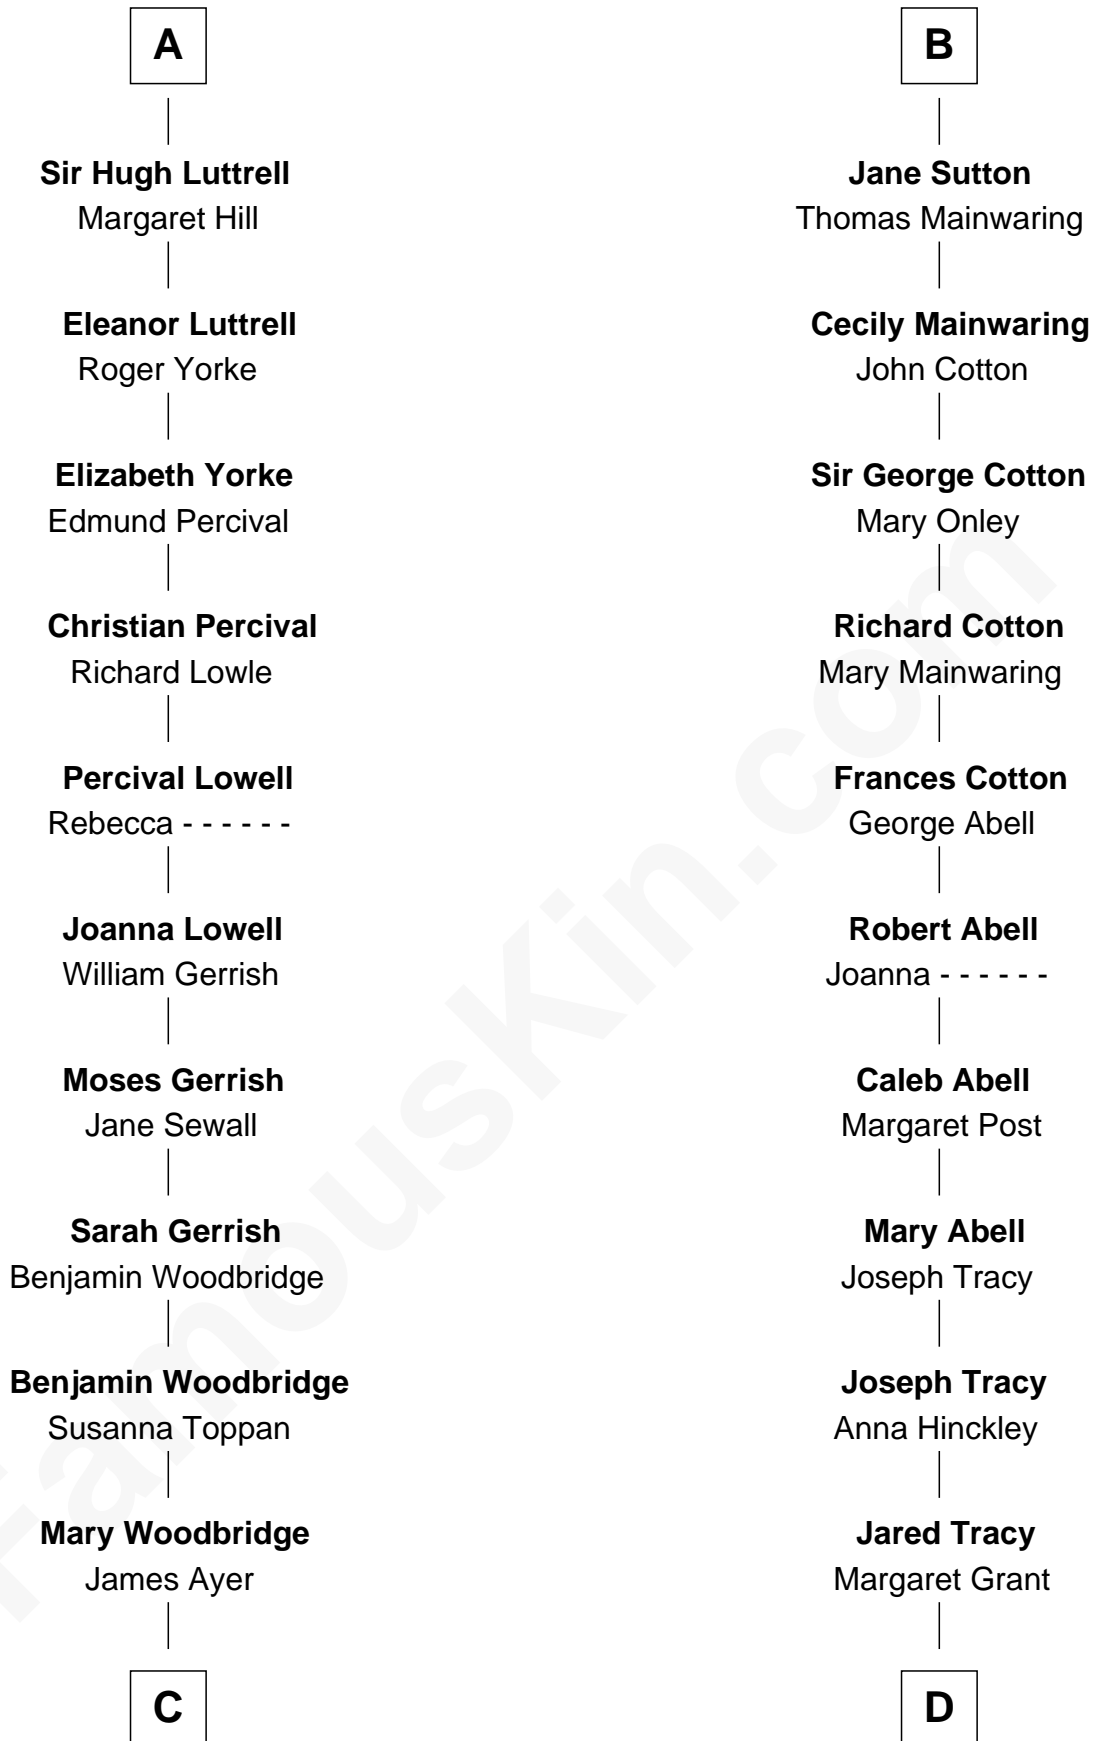 A
Sir Hugh Luttrell
Margaret Hill
Eleanor Luttrell
Roger Yorke
Elizabeth Yorke
Edmund Percival
Christian Percival
Richard Lowle
Percival Lowell
Rebecca - - - - - -
Joanna Lowell
William Gerrish
Moses Gerrish
Jane Sewall
Sarah Gerrish
Benjamin Woodbridge
Benjamin Woodbridge
Susanna Toppan
Mary Woodbridge
James Ayer
C
B
Jane Sutton
Thomas Mainwaring
Cecily Mainwaring
John Cotton
Sir George Cotton
Mary Onley
Richard Cotton
Mary Mainwaring
Frances Cotton
George Abell
Robert Abell
Joanna - - - - - -
Caleb Abell
Margaret Post
Mary Abell
Joseph Tracy
Joseph Tracy
Anna Hinckley
Jared Tracy
Margaret Grant
D
FamousKin.com